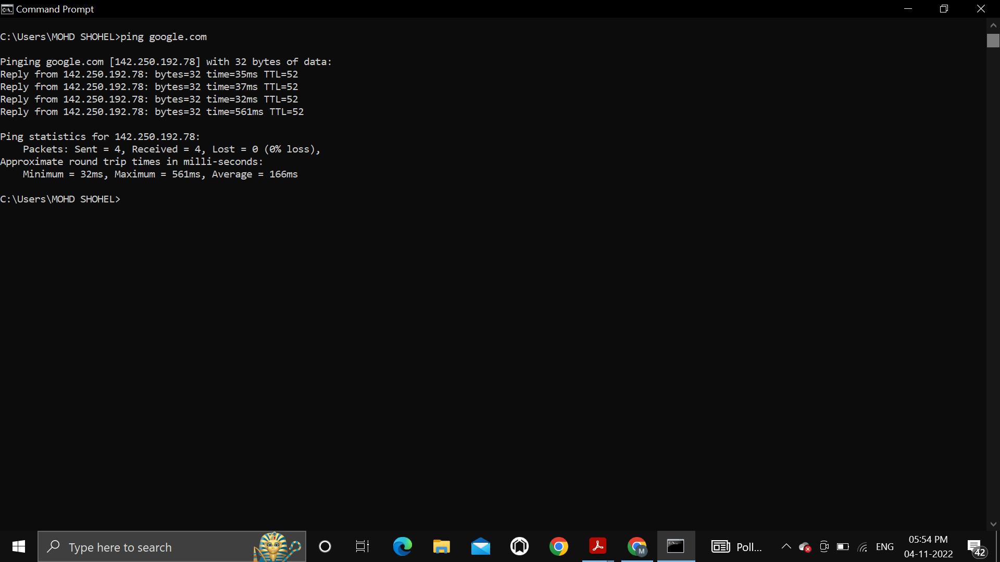 Command Prompt
C:\Users\MOHD SHOHEL>ping google.com
Pinging google.com [142.250.192.78] with 32 bytes of data:
Reply from 142.250.192.78: bytes=32 time=35ms TTL=52
Reply from 142.250.192.78: bytes=32 time=37ms TTL=52
Reply from 142.250.192.78: bytes=32 time=32ms TTL=52
Reply from 142.250.192.78: bytes=32 time=561ms TTL=52
Ping statistics for 142.250.192.78:
    Packets: Sent = 4, Received = 4, Lost = 0 (0% loss),
Approximate round trip times in milli-seconds:
    Minimum = 32ms, Maximum = 561ms, Average = 166ms
C:\Users\MOHD SHOHEL>
Type here to search
M
Poll...
ENG
05:54 PM
04-11-2022
42